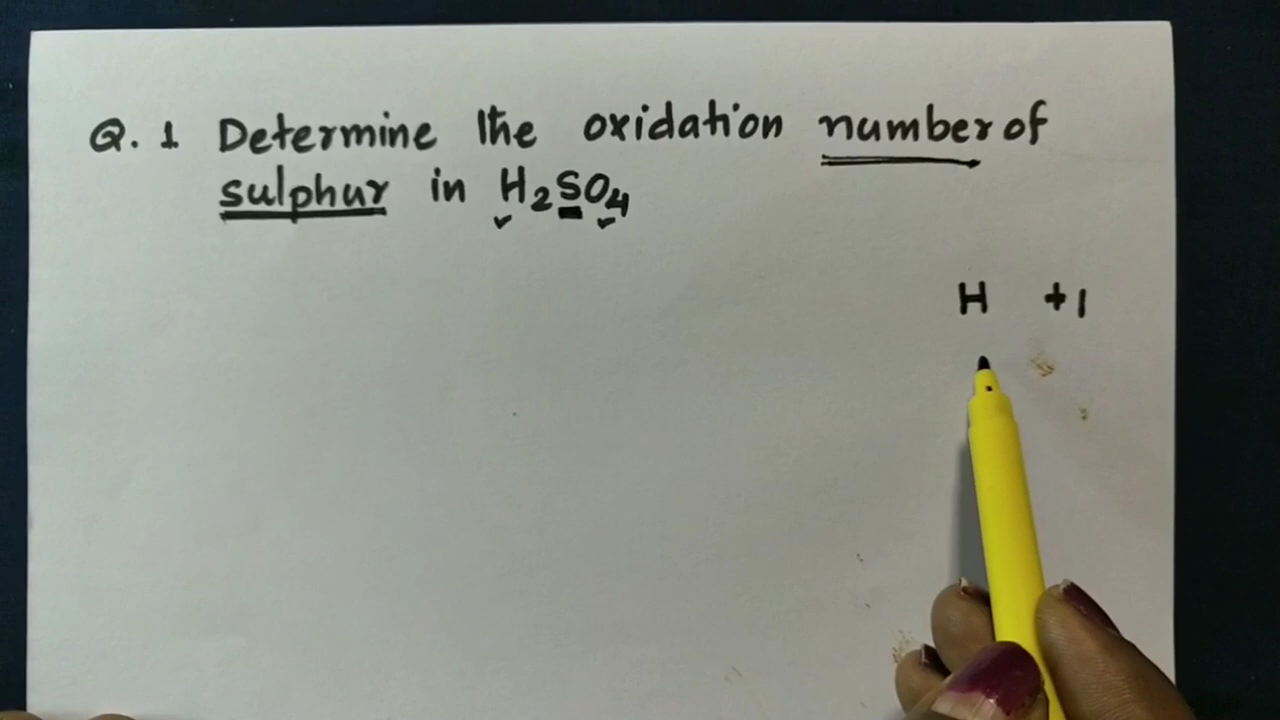 Q. 1 Determine the oxidation number of
sulphur in H₂SO₄
H +1